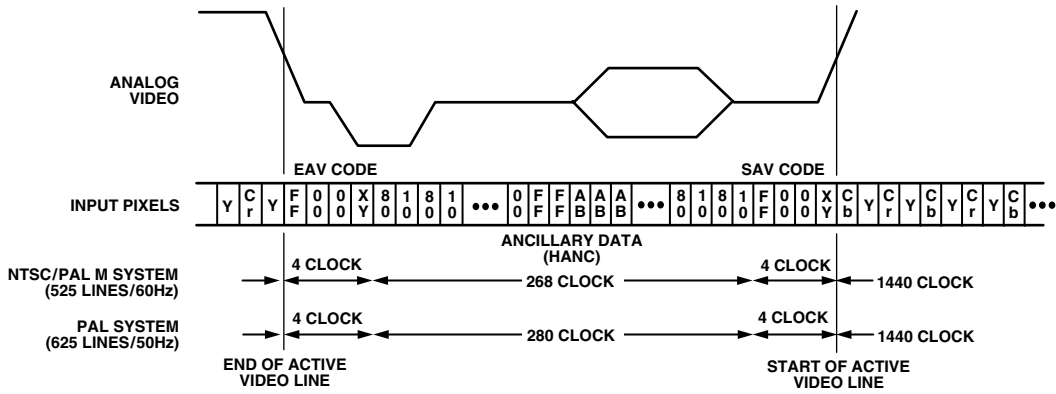 ANALOG
VIDEO
EAV CODE
SAV CODE
INPUT PIXELS
Y Cr Y FF 00 00 XY 80 10 80 10 ••• 00 FF FF AB AB AB ••• 80 10 80 10 FF 00 00 XY Cb Y Cr Y Cb Y Cr Y Cb •••
ANCILLARY DATA
(HANC)
NTSC/PAL M SYSTEM
(525 LINES/60Hz)
4 CLOCK
268 CLOCK
4 CLOCK
1440 CLOCK
PAL SYSTEM
(625 LINES/50Hz)
4 CLOCK
280 CLOCK
4 CLOCK
1440 CLOCK
END OF ACTIVE
VIDEO LINE
START OF ACTIVE
VIDEO LINE